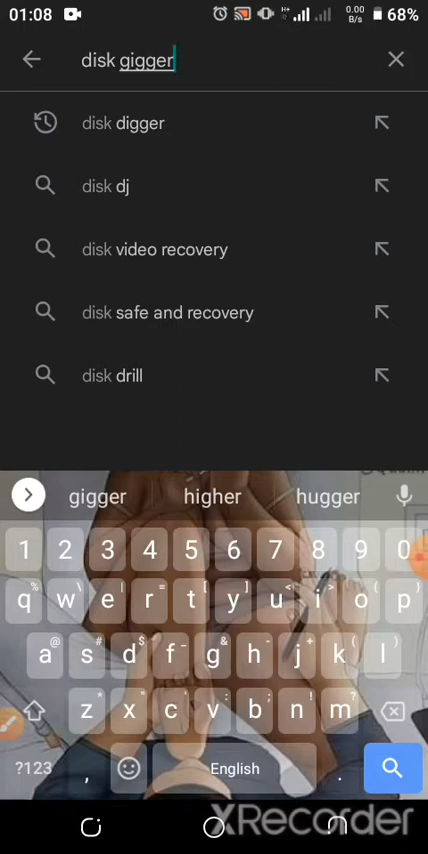 01:08 H+ 0.00 B/s 68%
disk gigger
disk digger
disk dj
disk video recovery
disk safe and recovery
disk drill
gigger higher hugger
1 2 3 4 5 6 7 8 9 0
% \ | = [ ] < > { }
q w e r t y u i o p
@ # $ _ & - + ( )
a s d f g h j k l
* " ' : ; ! ?
z x c v b n m
?123 , English .
XRecorder